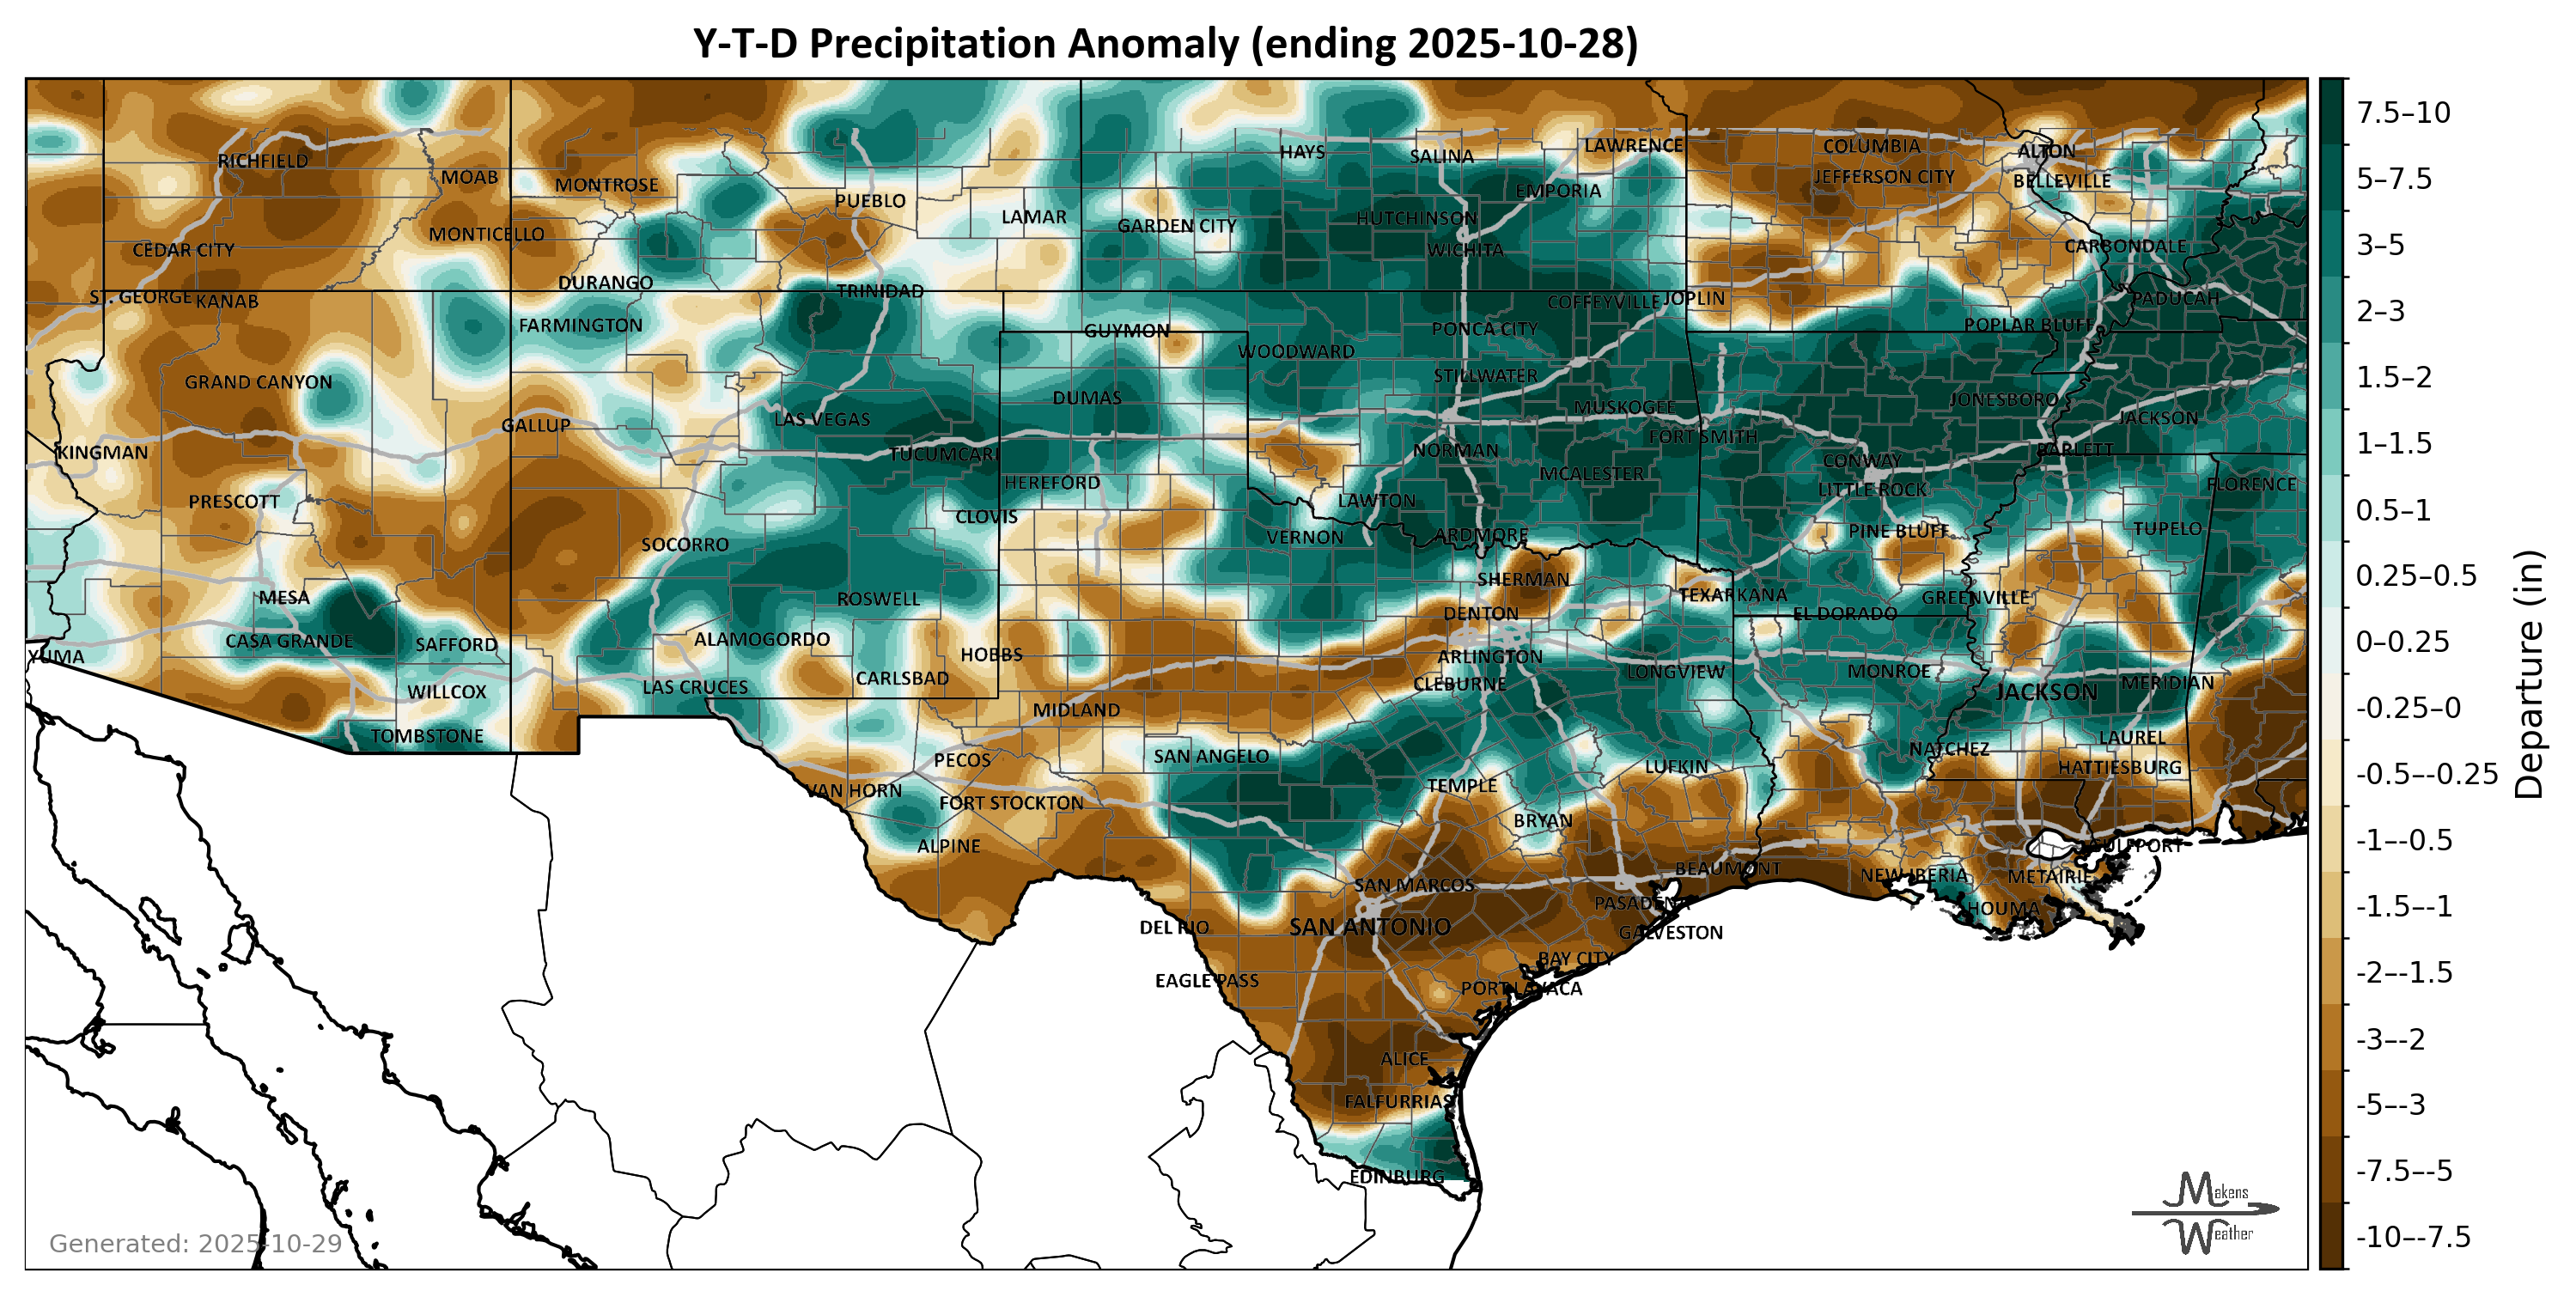 Y-T-D Precipitation Anomaly (ending 2025-10-28)
RICHFIELD
MOAB
MONTROSE
PUEBLO
LAMAR
HAYS
SALINA
LAWRENCE
COLUMBIA
ALTON
JEFFERSON CITY
BELLEVILLE
EMPORIA
HUTCHINSON
GARDEN CITY
WICHITA
MONTICELLO
CEDAR CITY
CARBONDALE
DURANGO
TRINIDAD
ST. GEORGE
KANAB
COFFEYVILLE
JOPLIN
PADUCAH
FARMINGTON
GUYMON
PONCA CITY
POPLAR BLUFF
WOODWARD
STILLWATER
GRAND CANYON
DUMAS
MUSKOGEE
JONESBORO
JACKSON
GALLUP
LAS VEGAS
FORT SMITH
KINGMAN
TUCUMCARI
NORMAN
BARLETT
CONWAY
MCALESTER
LITTLE ROCK
HEREFORD
FLORENCE
PRESCOTT
LAWTON
CLOVIS
VERNON
ARDMORE
PINE BLUFF
TUPELO
SOCORRO
SHERMAN
MESA
ROSWELL
DENTON
TEXARKANA
GREENVILLE
EL DORADO
CASA GRANDE
SAFFORD
ALAMOGORDO
YUMA
HOBBS
ARLINGTON
LONGVIEW
MONROE
CARLSBAD
CLEBURNE
LAS CRUCES
WILLCOX
JACKSON
MERIDIAN
MIDLAND
TOMBSTONE
SAN ANGELO
NATCHEZ
LAUREL
PECOS
LUFKIN
HATTIESBURG
VAN HORN
FORT STOCKTON
TEMPLE
BRYAN
ALPINE
GULFPORT
BEAUMONT
NEW IBERIA
METAIRIE
SAN MARCOS
PASADENA
HOUMA
DEL RIO
SAN ANTONIO
GALVESTON
BAY CITY
EAGLE PASS
PORT LAVACA
ALICE
FALFURRIAS
EDINBURG
Generated: 2025-10-29
Makens
Weather
7.5–10
5–7.5
3–5
2–3
1.5–2
1–1.5
0.5–1
0.25–0.5
0–0.25
-0.25–0
-0.5–-0.25
-1–-0.5
-1.5–-1
-2–-1.5
-3–-2
-5–-3
-7.5–-5
-10–-7.5
Departure (in)